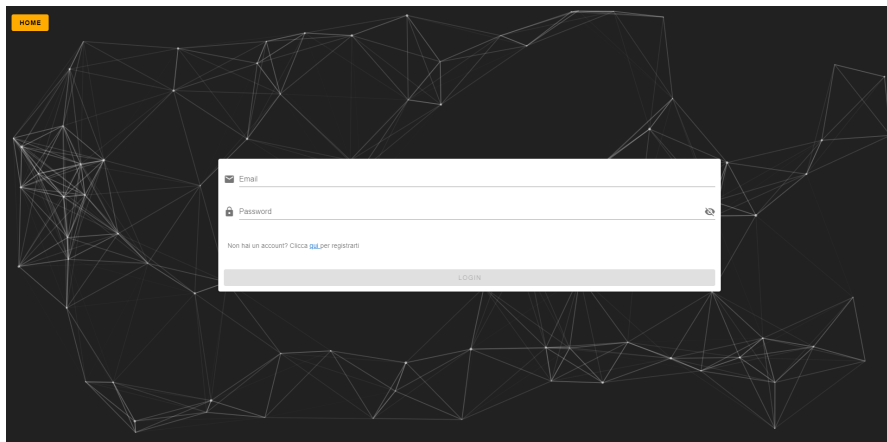 HOME
Email
Password
Non hai un account? Clicca qui per registrarti
LOGIN